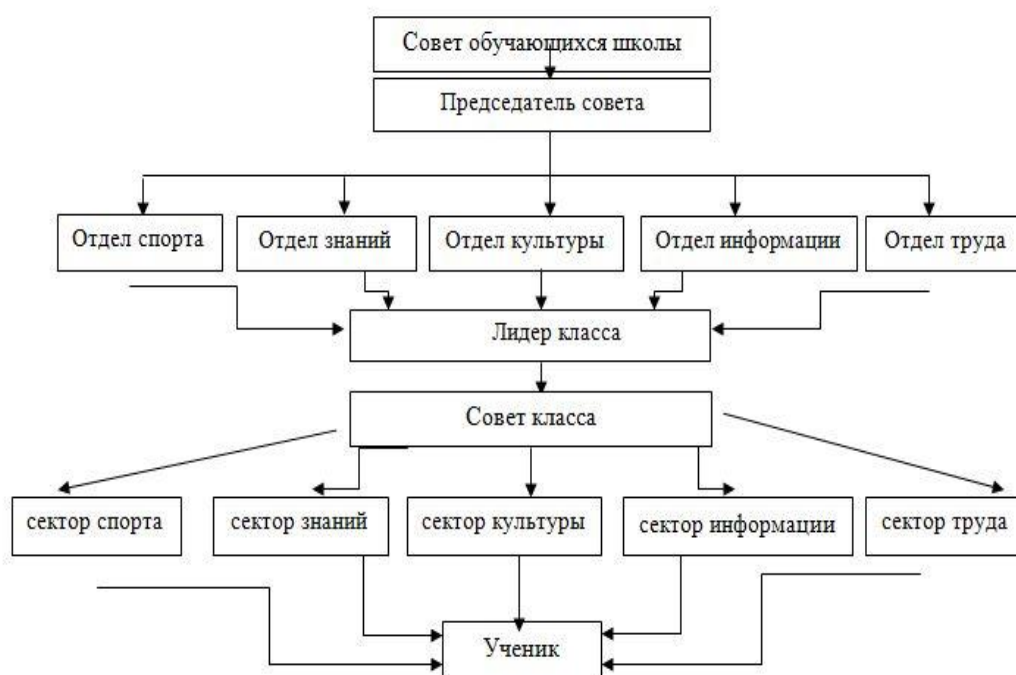 Совет обучающихся школы
Председатель совета
Отдел спорта
Отдел знаний
Отдел культуры
Отдел информации
Отдел труда
Лидер класса
Совет класса
сектор спорта
сектор знаний
сектор культуры
сектор информации
сектор труда
Ученик